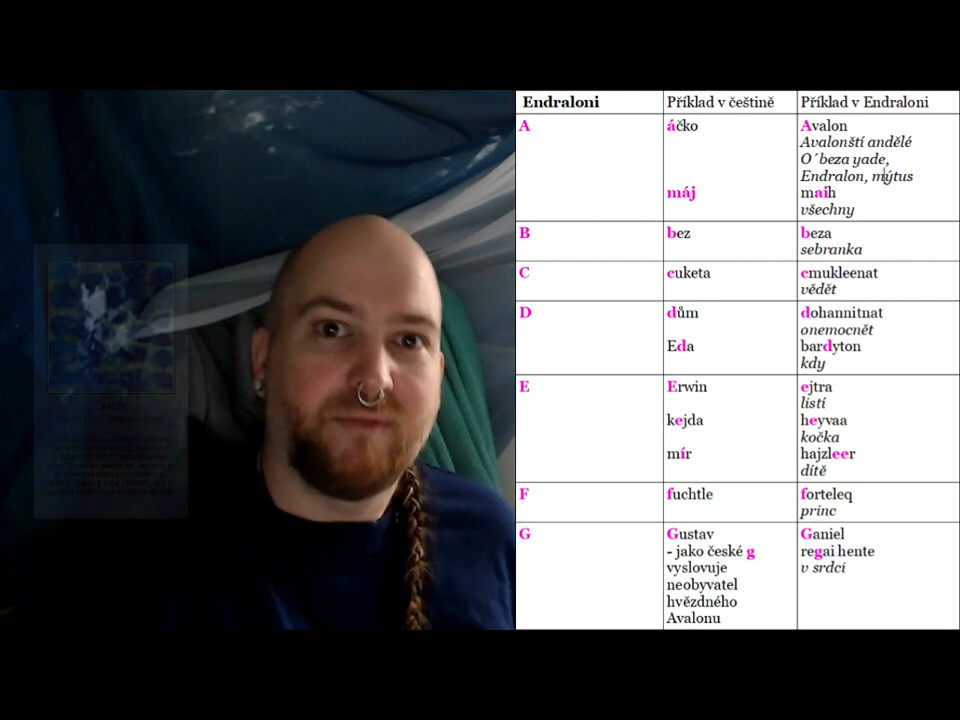 Endraloni Příklad v češtině Příklad v Endraloni
A áčko Avalon
Avalonští andělé
O´beza yade,
Endralon, mýtus
máj maih
všechny
B bez beza
sebranka
C cuketa cmukleenat
vědět
D dům dohannitnat
onemocnět
Eda bardyton
kdy
E Erwin ejtra
listí
kejda heyvaa
kočka
mír hajzleer
dítě
F fuchtle forteleq
princ
G Gustav Ganiel
- jako české g regai hente
vyslovuje v srdci
neobyvatel
hvězdného
Avalonu